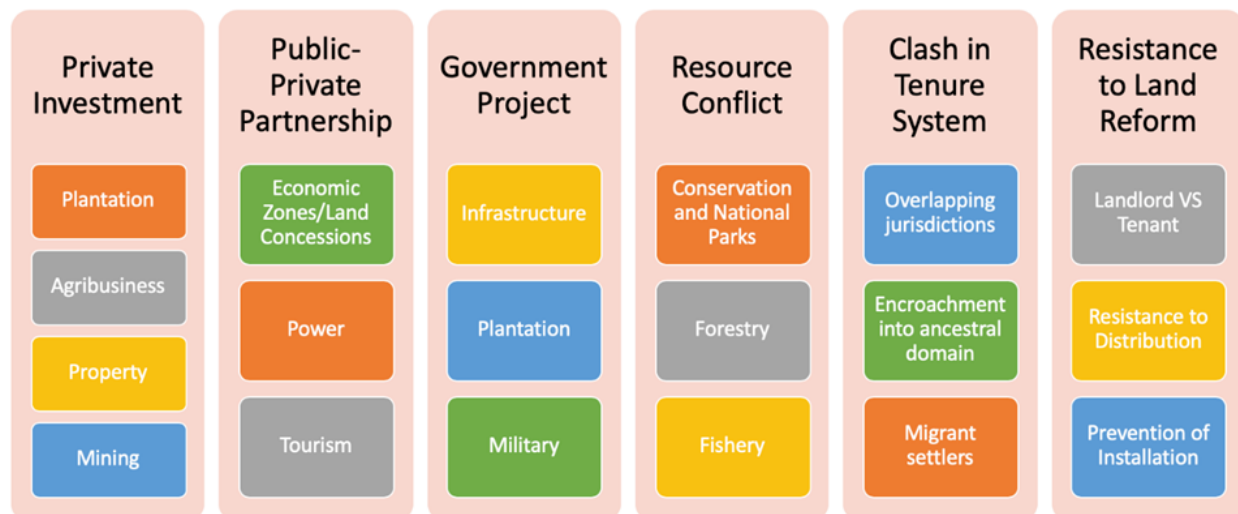 Private
Investment
Plantation
Agribusiness
Property
Mining
Public-
Private
Partnership
Economic
Zones/Land
Concessions
Power
Tourism
Government
Project
Infrastructure
Plantation
Military
Resource
Conflict
Conservation
and National
Parks
Forestry
Fishery
Clash in
Tenure
System
Overlapping
jurisdictions
Encroachment
into ancestral
domain
Migrant
settlers
Resistance
to Land
Reform
Landlord VS
Tenant
Resistance to
Distribution
Prevention of
Installation